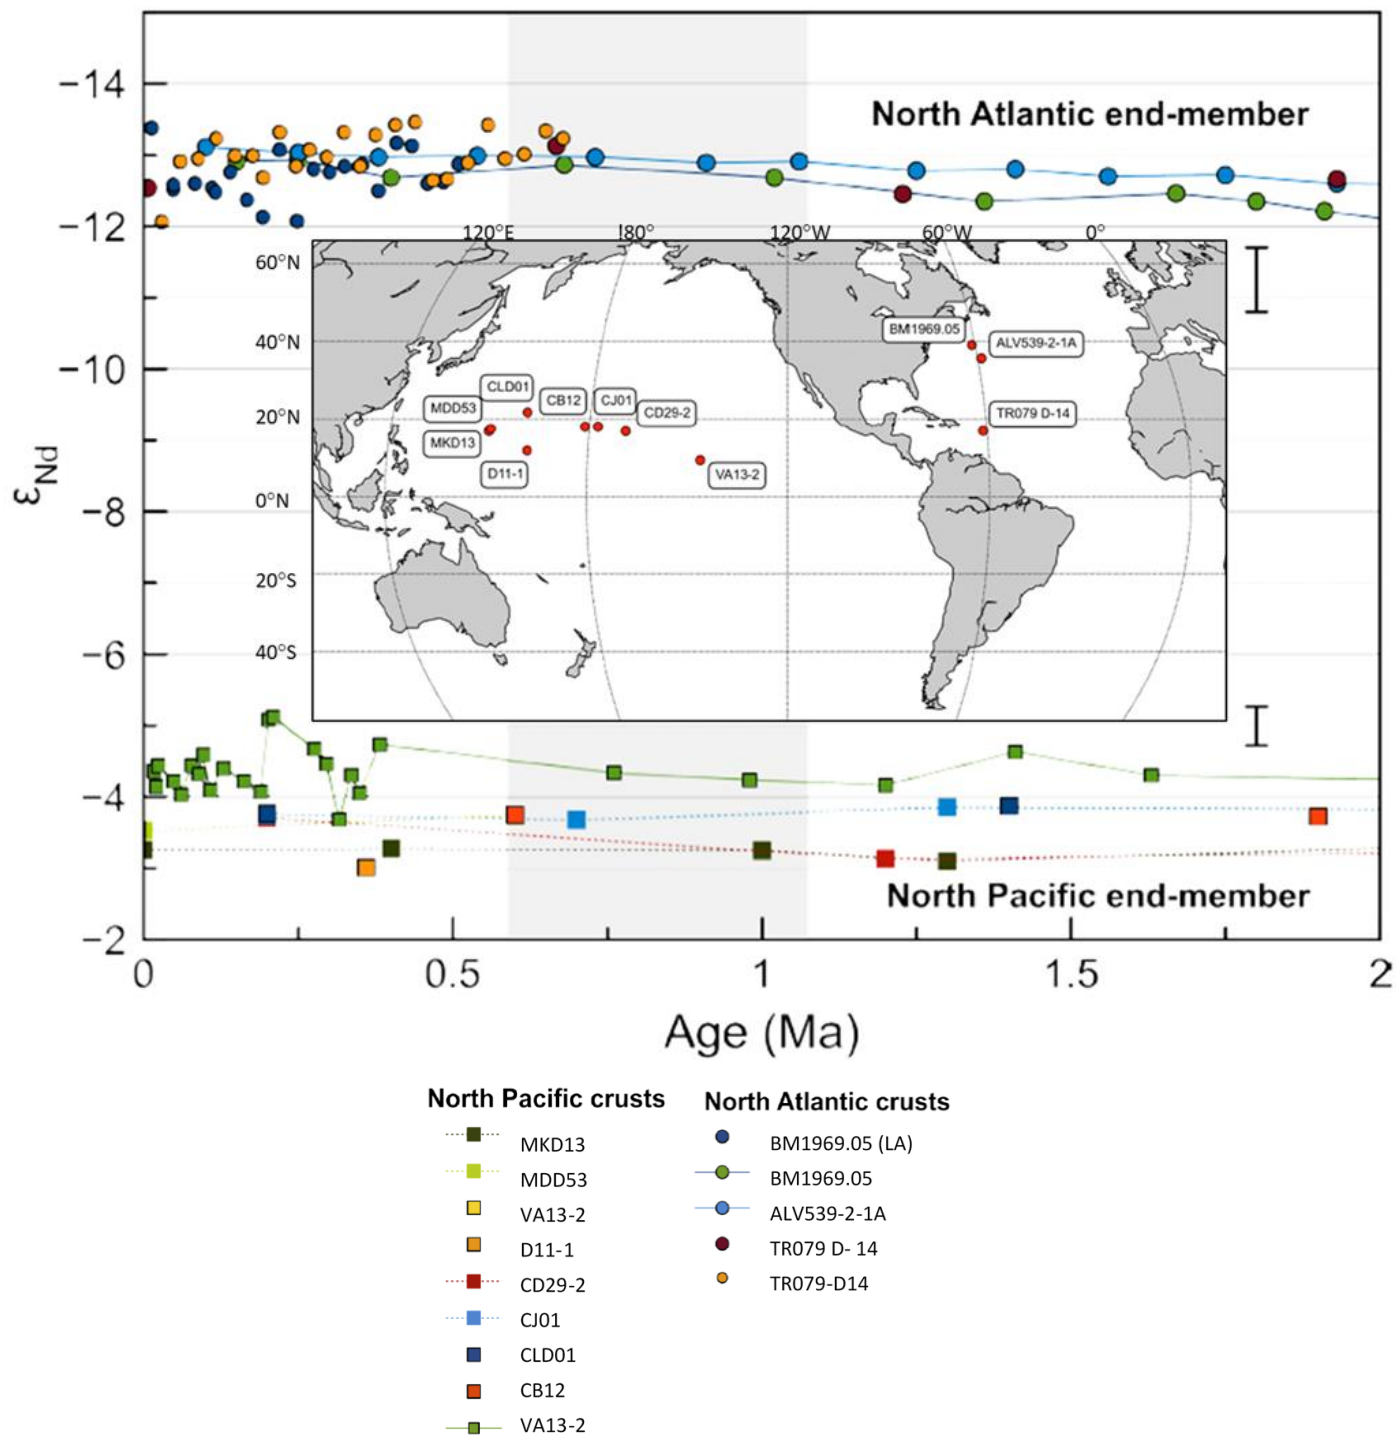 −14
North Atlantic end-member
−12
120°E 180° 120°W 60°W 0°
60°N
BM1969.05
40°N
ALV539-2-1A
−10
CLD01
CB12 CJ01
MDD53
CD29-2
TR079 D-14
20°N
MKD13
D11-1
VA13-2
εNd
0°N
−8
20°S
−6
40°S
−4
North Pacific end-member
−2
0 0.5 1 1.5 2
Age (Ma)
North Pacific crusts
MKD13
MDD53
VA13-2
D11-1
CD29-2
CJ01
CLD01
CB12
VA13-2
North Atlantic crusts
BM1969.05 (LA)
BM1969.05
ALV539-2-1A
TR079 D- 14
TR079-D14